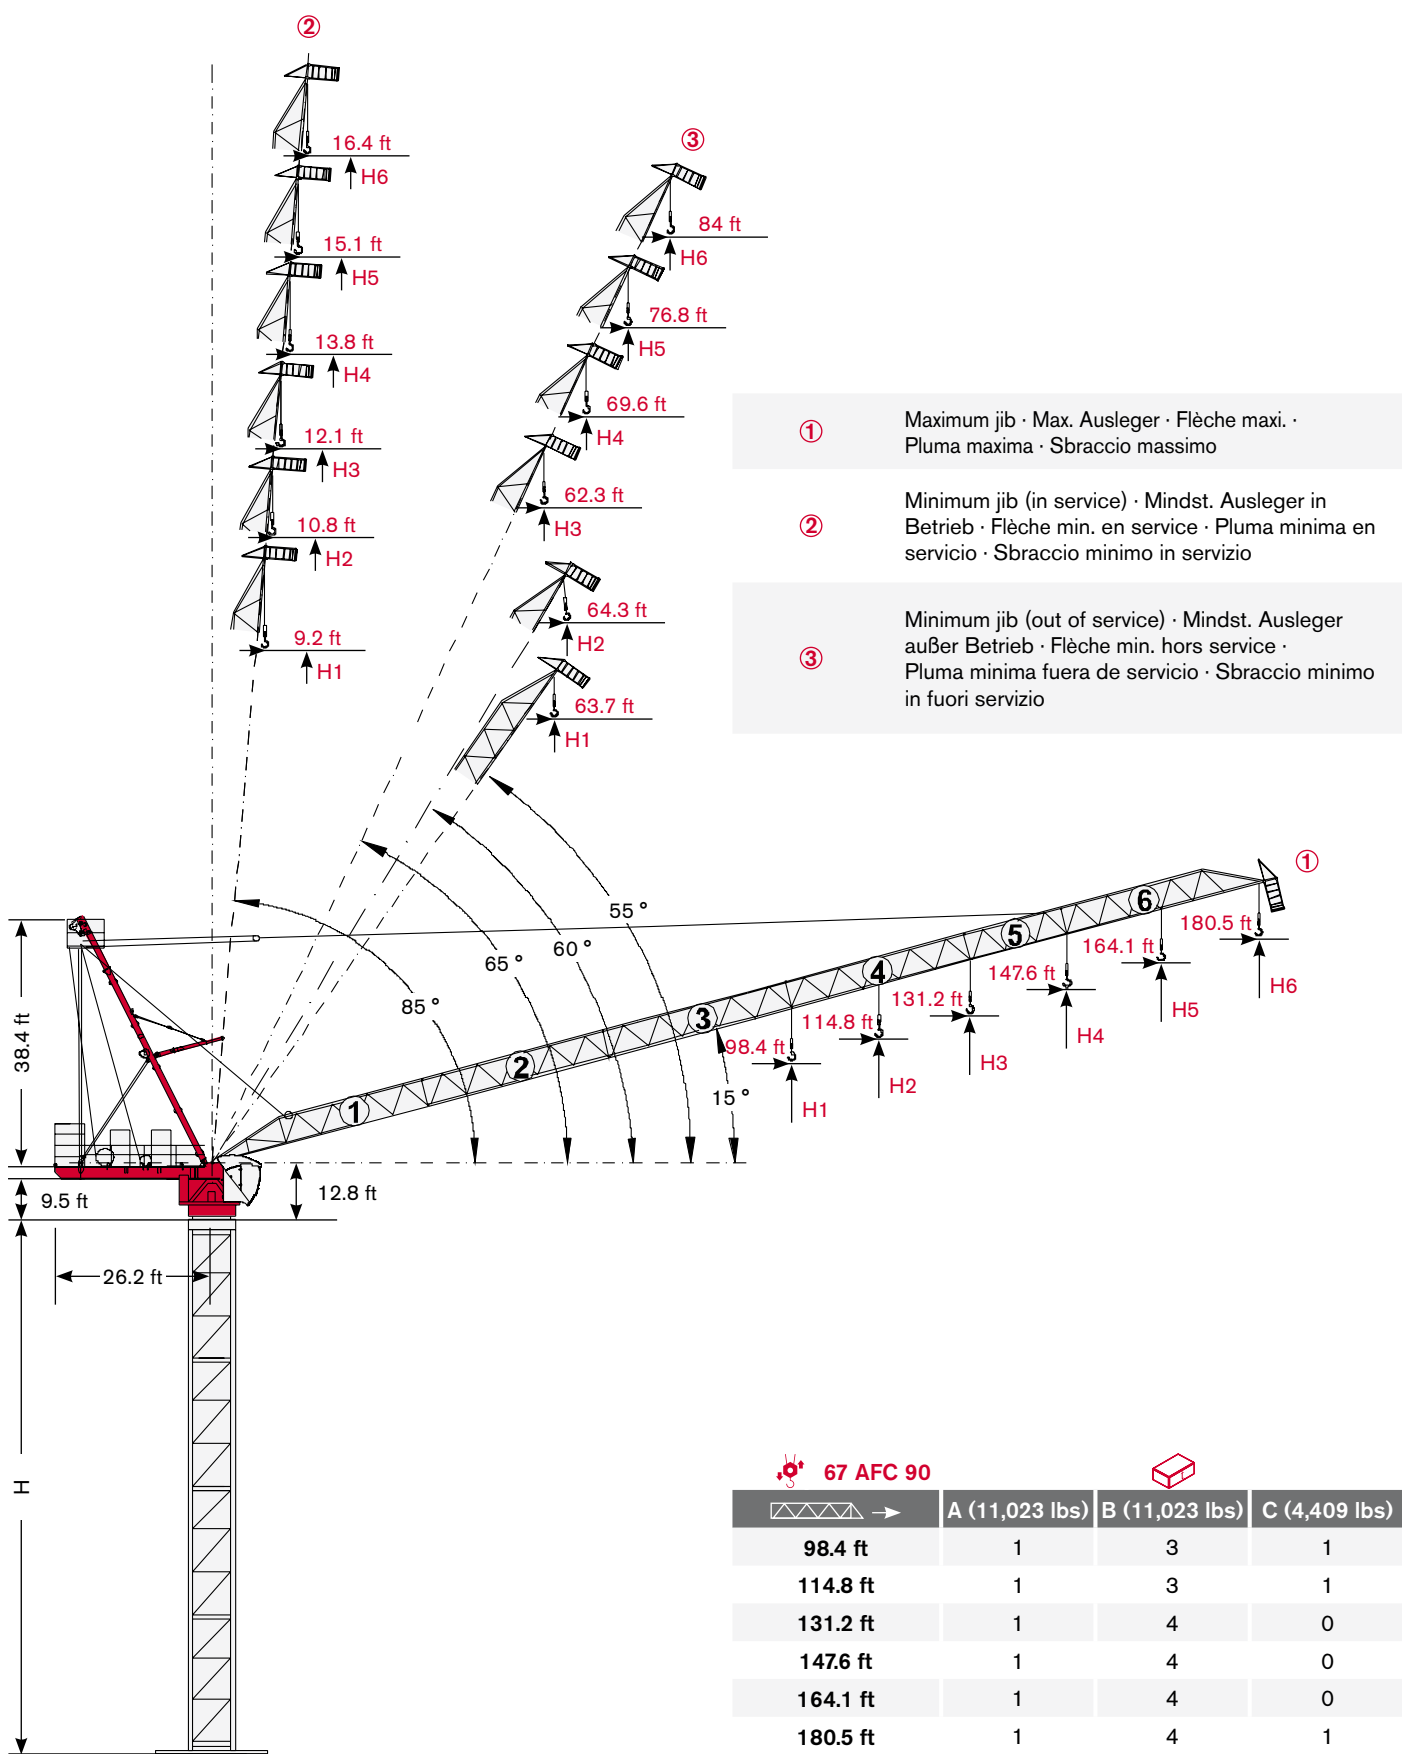 ②
16.4 ft
H6
15.1 ft
H5
13.8 ft
H4
12.1 ft
H3
10.8 ft
H2
9.2 ft
H1
③
84 ft
H6
76.8 ft
H5
69.6 ft
H4
62.3 ft
H3
64.3 ft
H2
63.7 ft
H1
① Maximum jib · Max. Ausleger · Flèche maxi. ·
Pluma maxima · Sbraccio massimo
② Minimum jib (in service) · Mindst. Ausleger in
Betrieb · Flèche min. en service · Pluma minima en
servicio · Sbraccio minimo in servizio
③ Minimum jib (out of service) · Mindst. Ausleger
außer Betrieb · Flèche min. hors service ·
Pluma minima fuera de servicio · Sbraccio minimo
in fuori servizio
①
55 °
60 °
65 °
85 °
15 °
1
2
3
4
5
6
98.4 ft
H1
114.8 ft
H2
131.2 ft
H3
147.6 ft
H4
164.1 ft
H5
180.5 ft
H6
38.4 ft
9.5 ft
12.8 ft
26.2 ft
H
67 AFC 90
A (11,023 lbs) B (11,023 lbs) C (4,409 lbs)
98.4 ft 1 3 1
114.8 ft 1 3 1
131.2 ft 1 4 0
147.6 ft 1 4 0
164.1 ft 1 4 0
180.5 ft 1 4 1